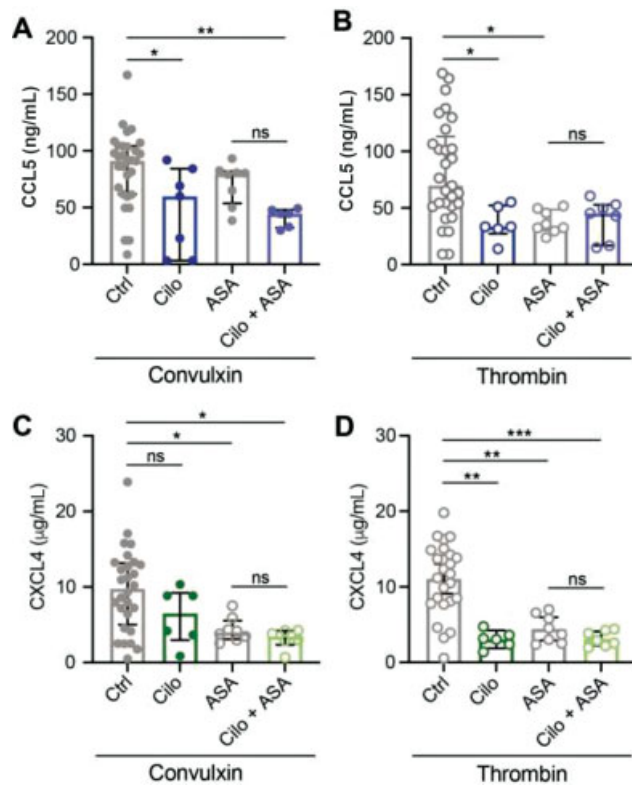 A
B
200
150
100
50
0
CCL5 (ng/mL)
**
*
ns
Ctrl
Cilo
ASA
Cilo + ASA
Convulxin
200
150
100
50
0
CCL5 (ng/mL)
*
*
ns
Ctrl
Cilo
ASA
Cilo + ASA
Thrombin
C
D
30
20
10
0
CXCL4 (μg/mL)
*
*
ns
ns
Ctrl
Cilo
ASA
Cilo + ASA
Convulxin
30
20
10
0
CXCL4 (μg/mL)
***
**
**
ns
Ctrl
Cilo
ASA
Cilo + ASA
Thrombin